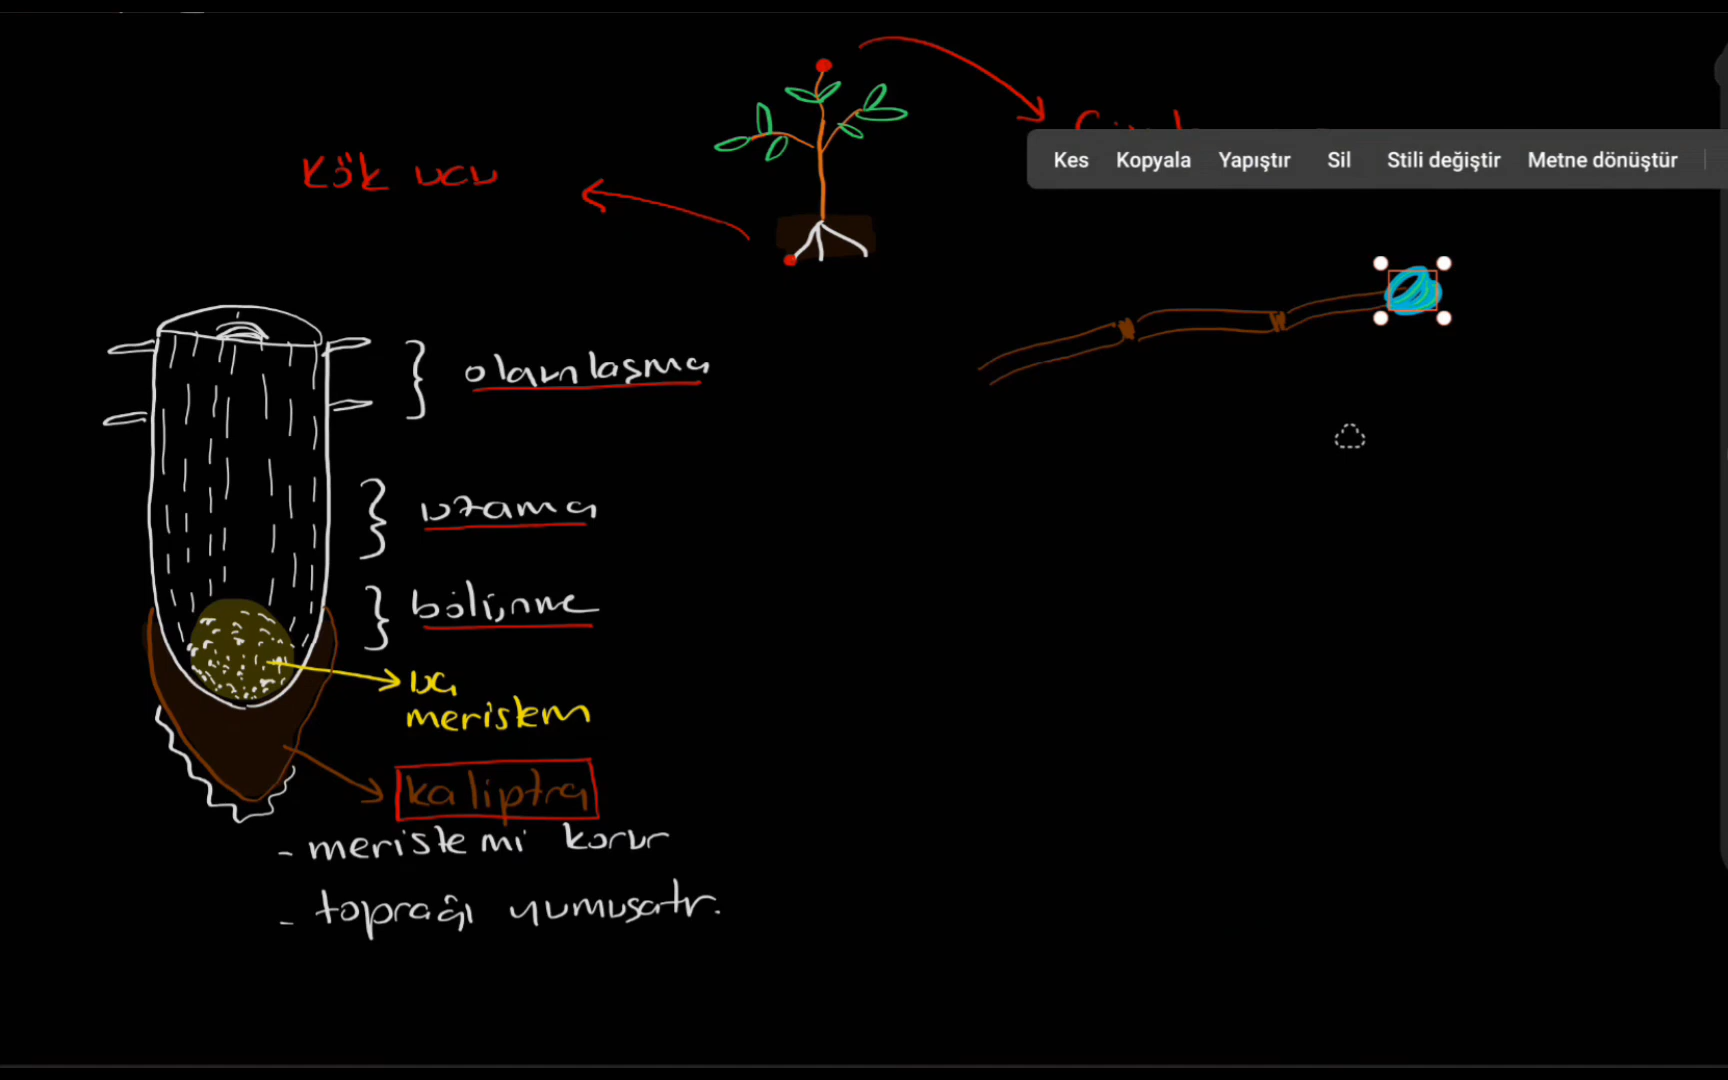 Kes Kopyala Yapıştır Sil Stili değiştir Metne dönüştür
Kök ucu
olgunlaşma
uzama
bölünme
uç
meristem
kaliptra
- meristemi korur
- toprağı yumuşatır.